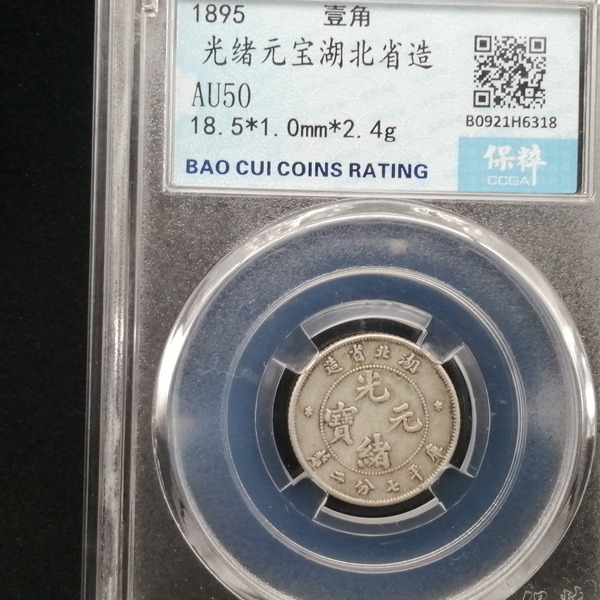 1895 壹角
光绪元宝湖北省造
AU50
18.5*1.0mm*2.4g
BAO CUI COINS RATING
B0921H6318
保粹
CCGA
造省北湖
光緒元寶
庫平七分二釐